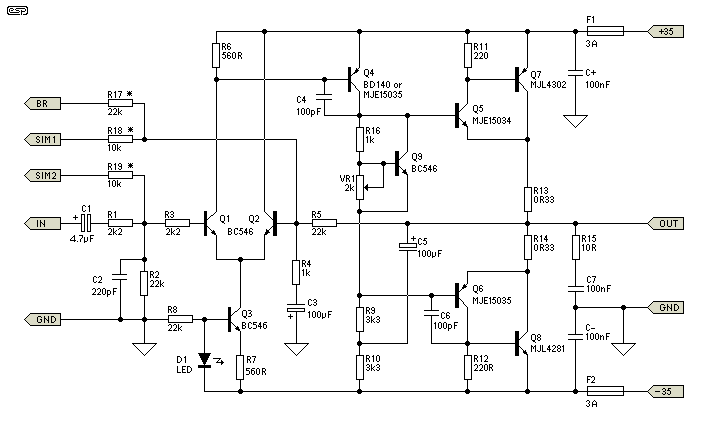 esp
F1
3A
+35
R6
560R
R11
220
Q4
BD140 or
MJE15035
Q7
MJL4302
C+
100nF
C4
100pF
Q5
MJE15034
BR
R17 *
22k
SIM1
R18 *
10k
SIM2
R19 *
10k
R16
1k
Q9
BC546
VR1
2k
R13
0R33
IN
+
C1
4.7µF
R1
2k2
R3
2k2
Q1
Q2
BC546
R5
22k
OUT
R14
0R33
R15
10R
C2
220pF
R2
22k
R4
1k
C3
100µF
+
+
C5
100µF
Q6
MJE15035
C7
100nF
GND
GND
R8
22k
Q3
BC546
R9
3k3
C6
100pF
Q8
MJL4281
C-
100nF
D1
LED
R7
560R
R10
3k3
R12
220R
F2
3A
-35